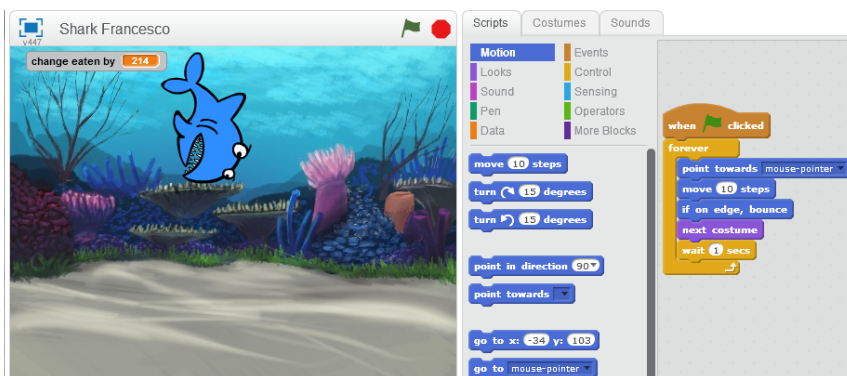 Shark Francesco
v447
change eaten by 214
Scripts Costumes Sounds
Motion Events
Looks Control
Sound Sensing
Pen Operators
Data More Blocks
move 10 steps
turn 15 degrees
turn 15 degrees
point in direction 90
point towards
go to x: -34 y: 103
go to mouse-pointer
when clicked
forever
point towards mouse-pointer
move 10 steps
if on edge, bounce
next costume
wait 1 secs